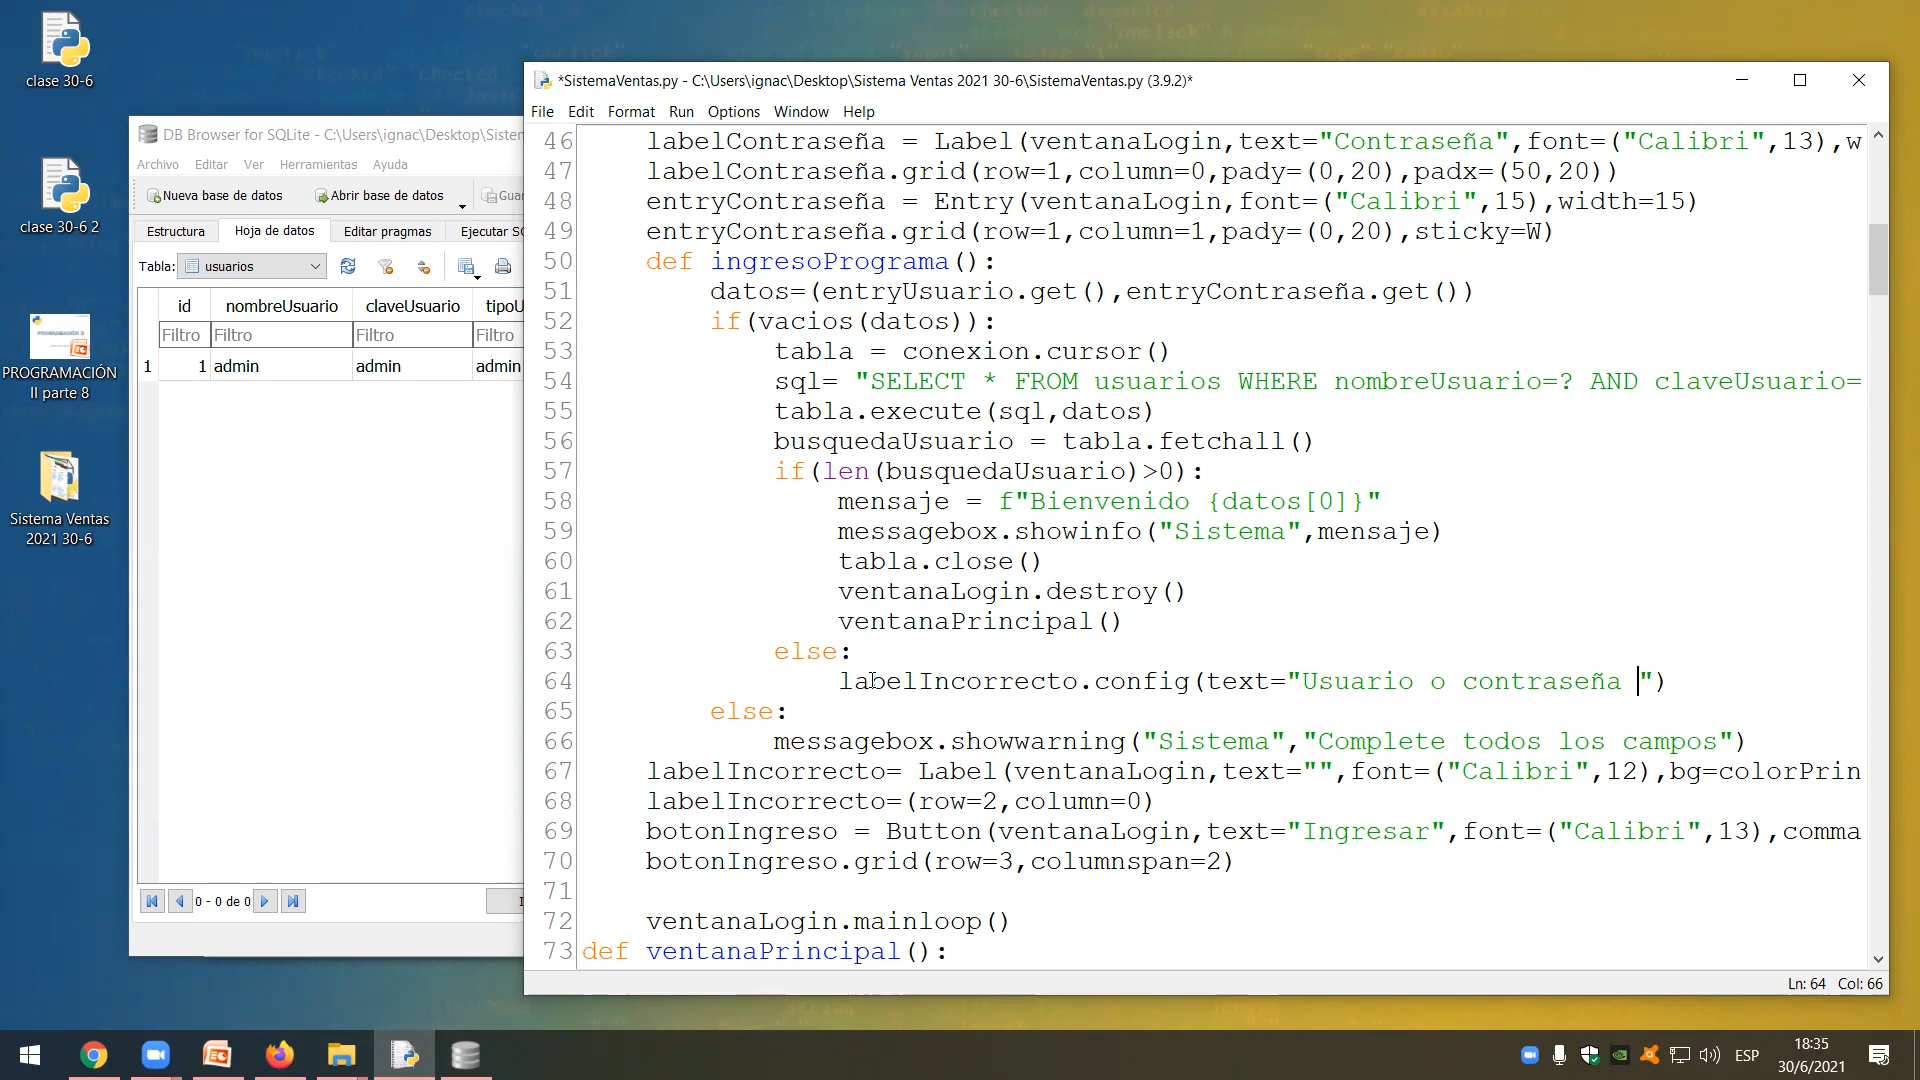 clase 30-6
clase 30-6 2
PROGRAMACIÓN
II parte 8
Sistema Ventas
2021 30-6
DB Browser for SQLite - C:\Users\ignac\Desktop\Sistem
Archivo Editar Ver Herramientas Ayuda
Nueva base de datos Abrir base de datos Guar
Estructura Hoja de datos Editar pragmas Ejecutar SQ
Tabla: usuarios
id nombreUsuario claveUsuario tipoU
Filtro Filtro Filtro Filtro
1 1 admin admin admin
0 - 0 de 0
*SistemaVentas.py - C:\Users\ignac\Desktop\Sistema Ventas 2021 30-6\SistemaVentas.py (3.9.2)*
File Edit Format Run Options Window Help
46 labelContraseña = Label(ventanaLogin,text="Contraseña",font=("Calibri",13),w
47 labelContraseña.grid(row=1,column=0,pady=(0,20),padx=(50,20))
48 entryContraseña = Entry(ventanaLogin,font=("Calibri",15),width=15)
49 entryContraseña.grid(row=1,column=1,pady=(0,20),sticky=W)
50 def ingresoPrograma():
51 datos=(entryUsuario.get(),entryContraseña.get())
52 if(vacios(datos)):
53 tabla = conexion.cursor()
54 sql= "SELECT * FROM usuarios WHERE nombreUsuario=? AND claveUsuario=
55 tabla.execute(sql,datos)
56 busquedaUsuario = tabla.fetchall()
57 if(len(busquedaUsuario)>0):
58 mensaje = f"Bienvenido {datos[0]}"
59 messagebox.showinfo("Sistema",mensaje)
60 tabla.close()
61 ventanaLogin.destroy()
62 ventanaPrincipal()
63 else:
64 labelIncorrecto.config(text="Usuario o contraseña ")
65 else:
66 messagebox.showwarning("Sistema","Complete todos los campos")
67 labelIncorrecto= Label(ventanaLogin,text="",font=("Calibri",12),bg=colorPrin
68 labelIncorrecto=(row=2,column=0)
69 botonIngreso = Button(ventanaLogin,text="Ingresar",font=("Calibri",13),comma
70 botonIngreso.grid(row=3,columnspan=2)
71
72 ventanaLogin.mainloop()
73 def ventanaPrincipal():
Ln: 64 Col: 66
ESP
18:35
30/6/2021